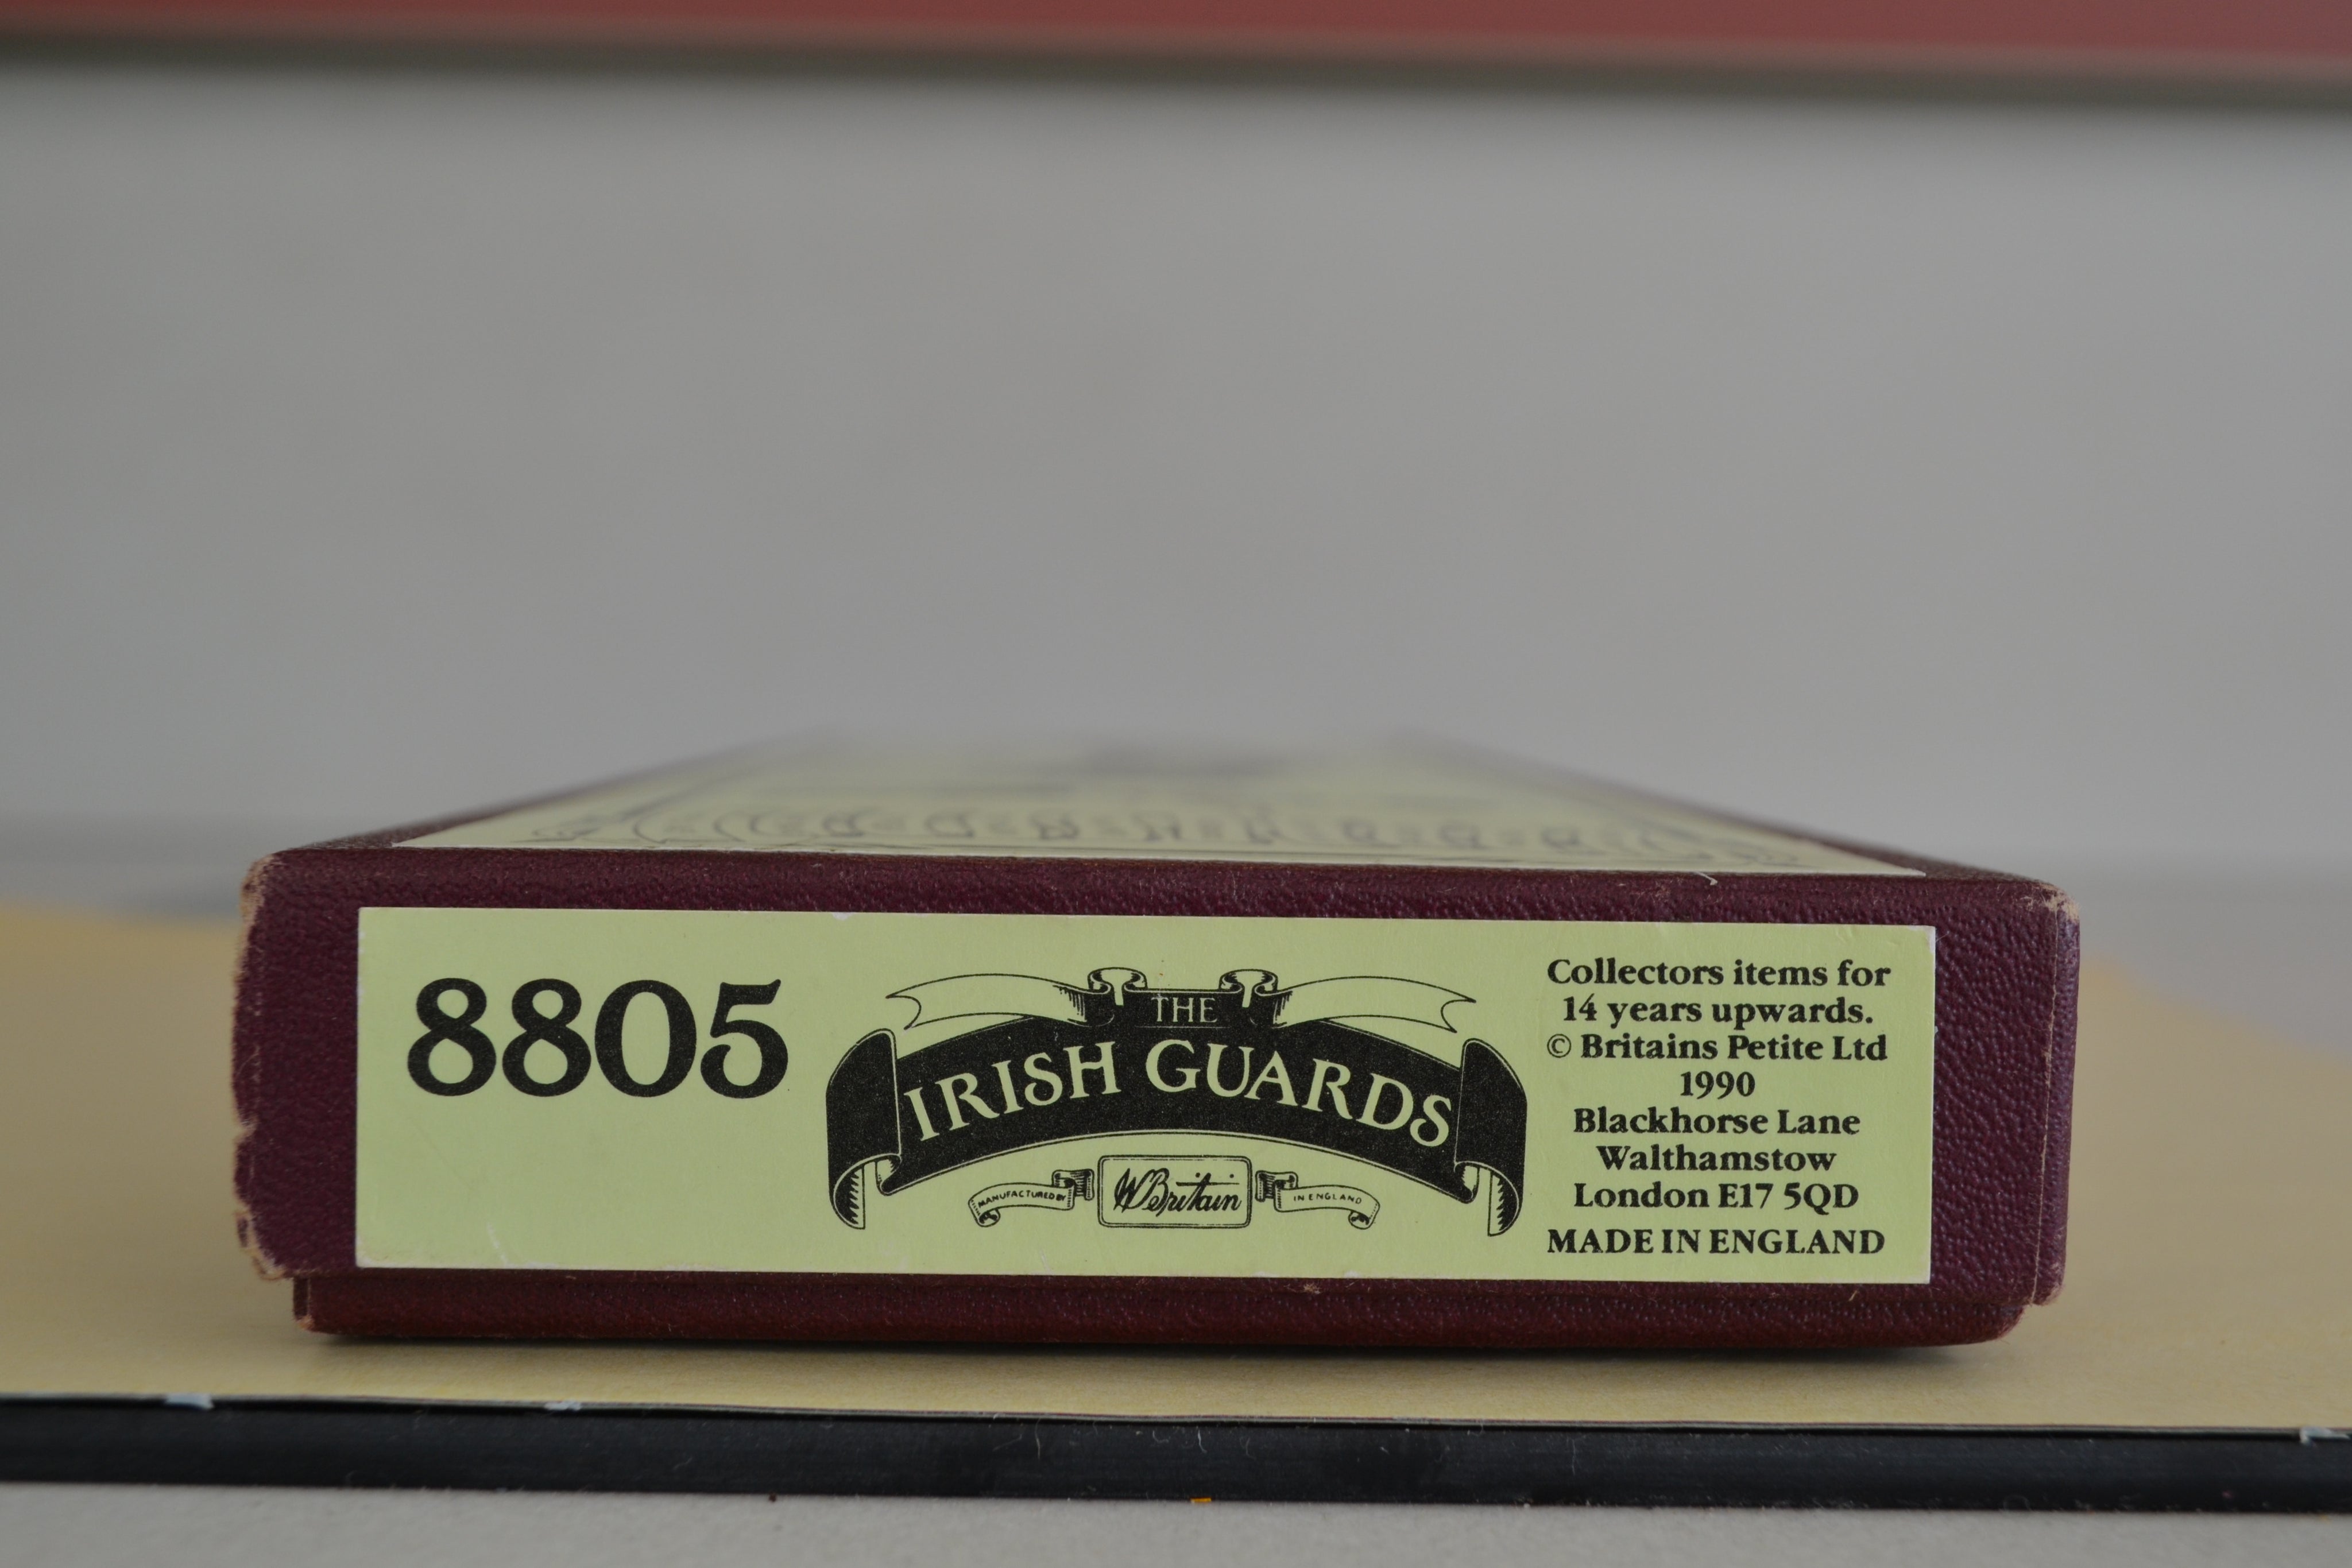 8805
THE
IRISH GUARDS
MANUFACTURED BY
W Britain
IN ENGLAND
Collectors items for
14 years upwards.
© Britains Petite Ltd
1990
Blackhorse Lane
Walthamstow
London E17 5QD
MADE IN ENGLAND